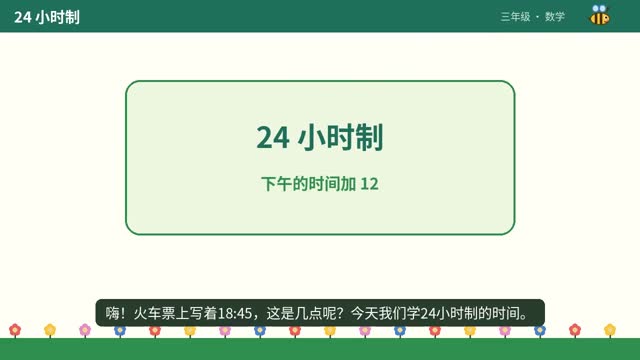 24 小时制
三年级 · 数学
24 小时制
下午的时间加 12
嗨！火车票上写着18:45，这是几点呢？今天我们学24小时制的时间。